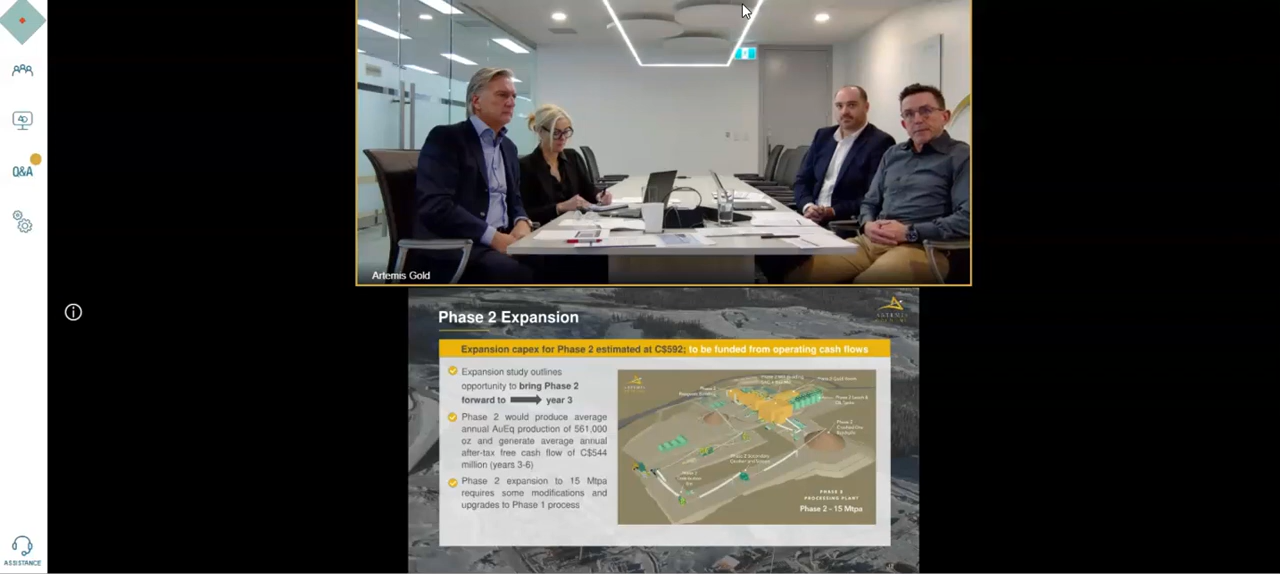 Q&A
ASSISTANCE
Artemis Gold
ARTEMIS
Phase 2 Expansion
Expansion capex for Phase 2 estimated at C$592; to be funded from operating cash flows
Expansion study outlines
opportunity to bring Phase 2
forward to year 3
Phase 2 would produce average
annual AuEq production of 561,000
oz and generate average annual
after-tax free cash flow of C$544
million (years 3-6)
Phase 2 expansion to 15 Mtpa
requires some modifications and
upgrades to Phase 1 process
PROCESSING PLANT
Phase 2 - 15 Mtpa